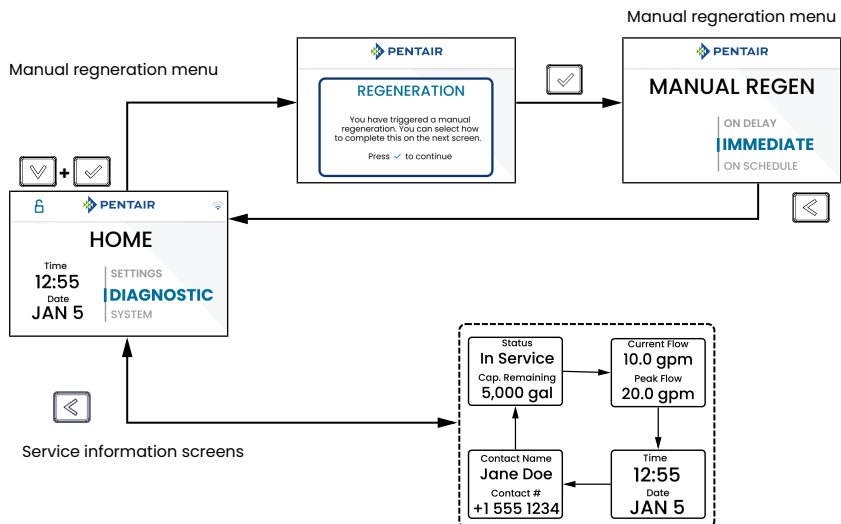 Manual regneration menu
Manual regneration menu
PENTAIR
REGENERATION
You have triggered a manual
regeneration. You can select how
to complete this on the next screen.
Press ✓ to continue
PENTAIR
MANUAL REGEN
ON DELAY
IMMEDIATE
ON SCHEDULE
+
PENTAIR
HOME
Time
12:55
Date
JAN 5
SETTINGS
DIAGNOSTIC
SYSTEM
Service information screens
Status
In Service
Cap. Remaining
5,000 gal
Current Flow
10.0 gpm
Peak Flow
20.0 gpm
Contact Name
Jane Doe
Contact #
+1 555 1234
Time
12:55
Date
JAN 5